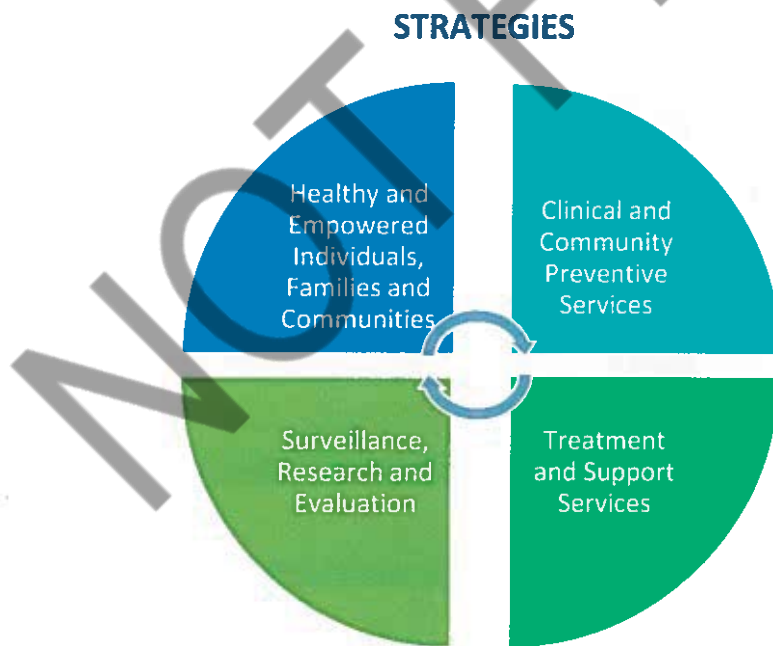 STRATEGIES
Healthy and
Empowered
Individuals,
Families and
Communities
Clinical and
Community
Preventive
Services
Surveillance,
Research and
Evaluation
Treatment
and Support
Services
NOT